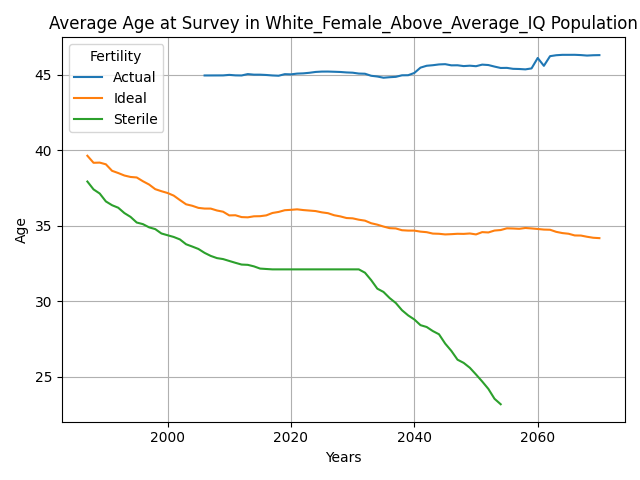 Average Age at Survey in White_Female_Above_Average_IQ Population
Fertility
Actual
Ideal
Sterile
45
40
35
30
25
Age
2000
2020
2040
2060
Years